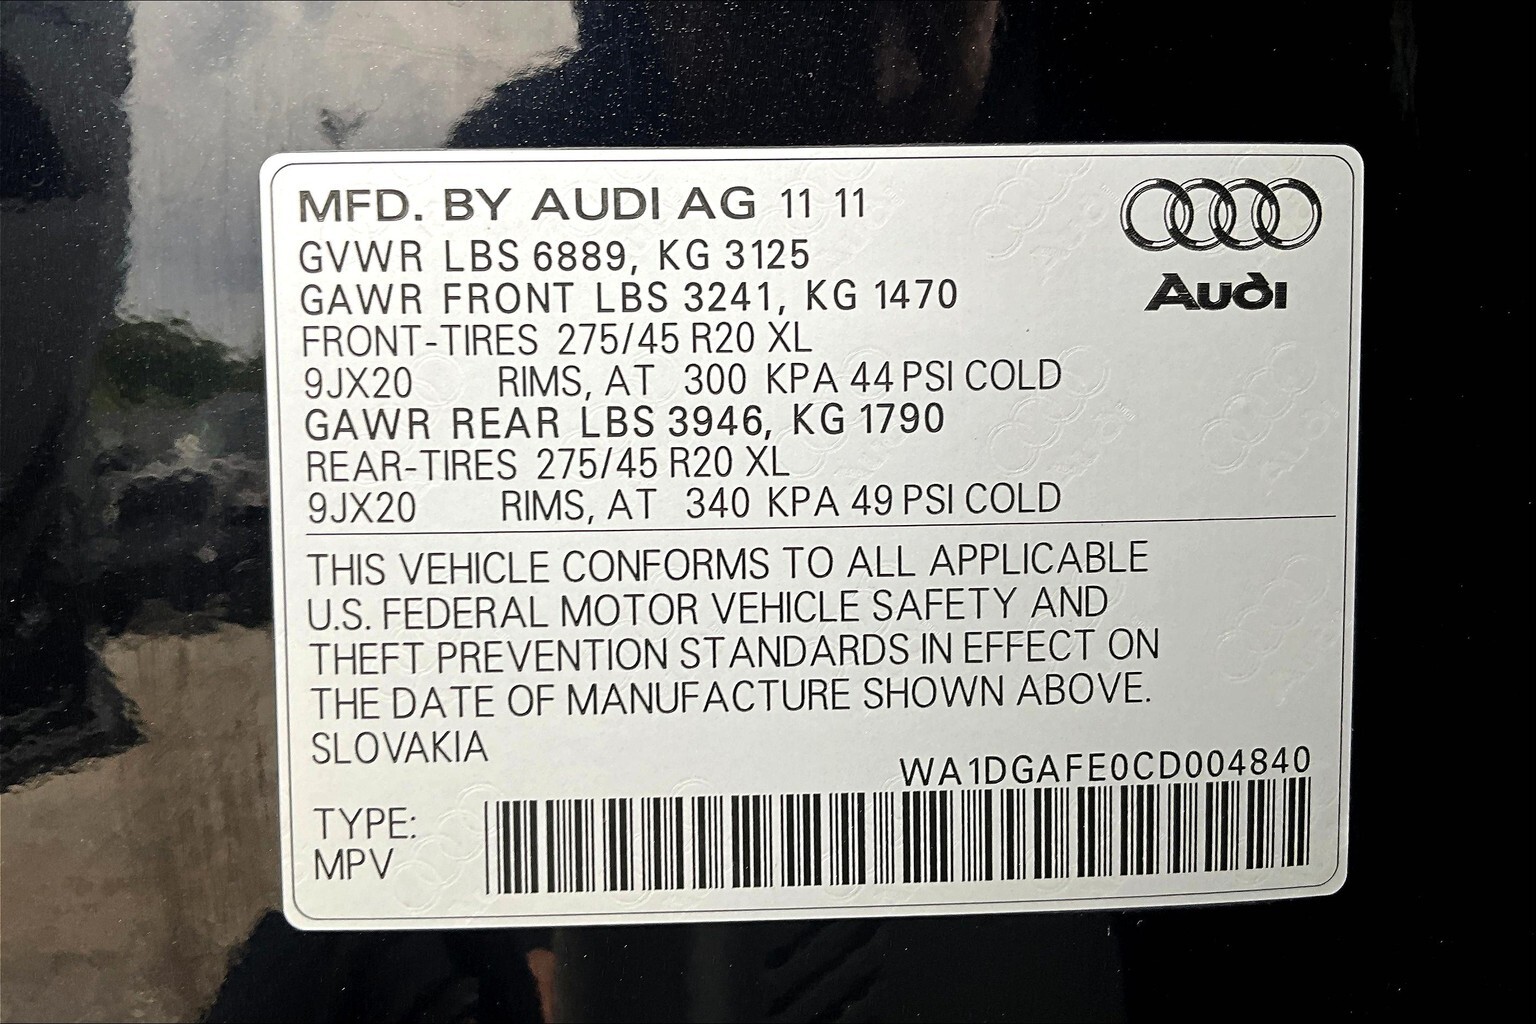 MFD. BY AUDI AG 11 11
GVWR LBS 6889, KG 3125
GAWR FRONT LBS 3241, KG 1470
FRONT-TIRES 275/45 R20 XL
9JX20 RIMS, AT 300 KPA 44 PSI COLD
GAWR REAR LBS 3946, KG 1790
REAR-TIRES 275/45 R20 XL
9JX20 RIMS, AT 340 KPA 49 PSI COLD
Audi
THIS VEHICLE CONFORMS TO ALL APPLICABLE
U.S. FEDERAL MOTOR VEHICLE SAFETY AND
THEFT PREVENTION STANDARDS IN EFFECT ON
THE DATE OF MANUFACTURE SHOWN ABOVE.
SLOVAKIA
WA1DGAFE0CD004840
TYPE:
MPV